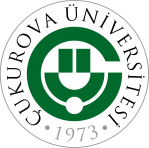 ÇUKUROVA ÜNİVERSİTESİ
• 1973 •